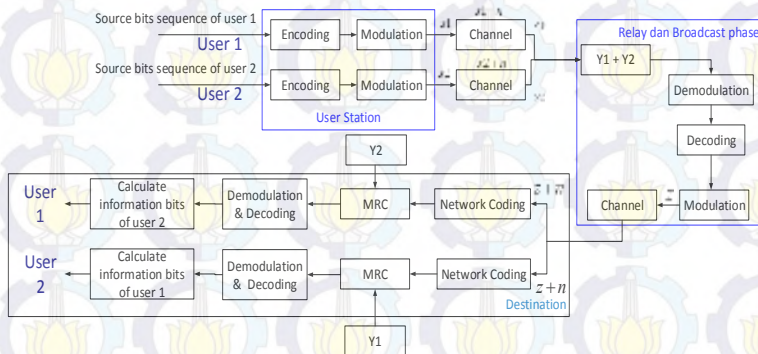 Source bits sequence of user 1
User 1
Encoding
Modulation
Channel
Source bits sequence of user 2
User 2
Encoding
Modulation
Channel
User Station
Relay dan Broadcast phase
Y1 + Y2
Demodulation
Decoding
Modulation
Channel
Y2
User
1
Calculate
information bits
of user 2
Demodulation
& Decoding
MRC
Network Coding
User
2
Calculate
information bits
of user 1
Demodulation
& Decoding
MRC
Network Coding
z+n
Destination
Y1